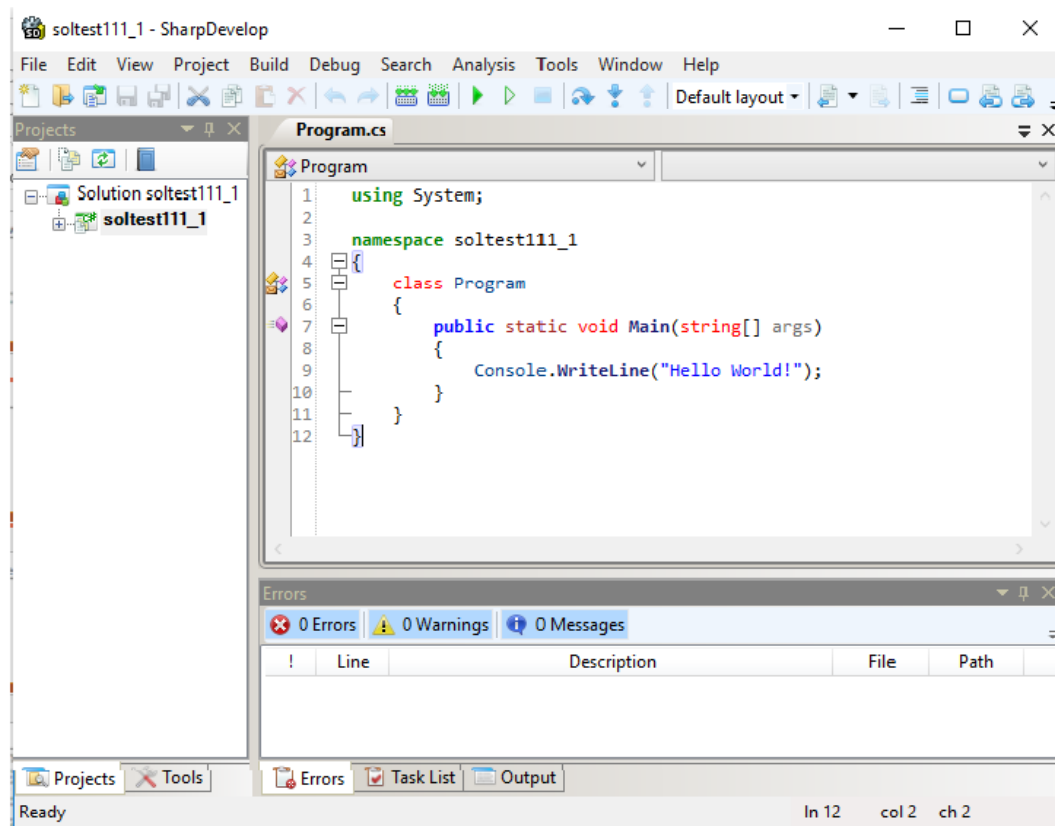 soltest111_1 - SharpDevelop
File Edit View Project Build Debug Search Analysis Tools Window Help
Default layout
Projects
Program.cs
Program
Solution soltest111_1
soltest111_1
1 using System;
2
3 namespace soltest111_1
4 {
5 class Program
6 {
7 public static void Main(string[] args)
8 {
9 Console.WriteLine("Hello World!");
10 }
11 }
12 }
Errors
0 Errors 0 Warnings 0 Messages
! Line Description File Path
Projects Tools Errors Task List Output
Ready ln 12 col 2 ch 2